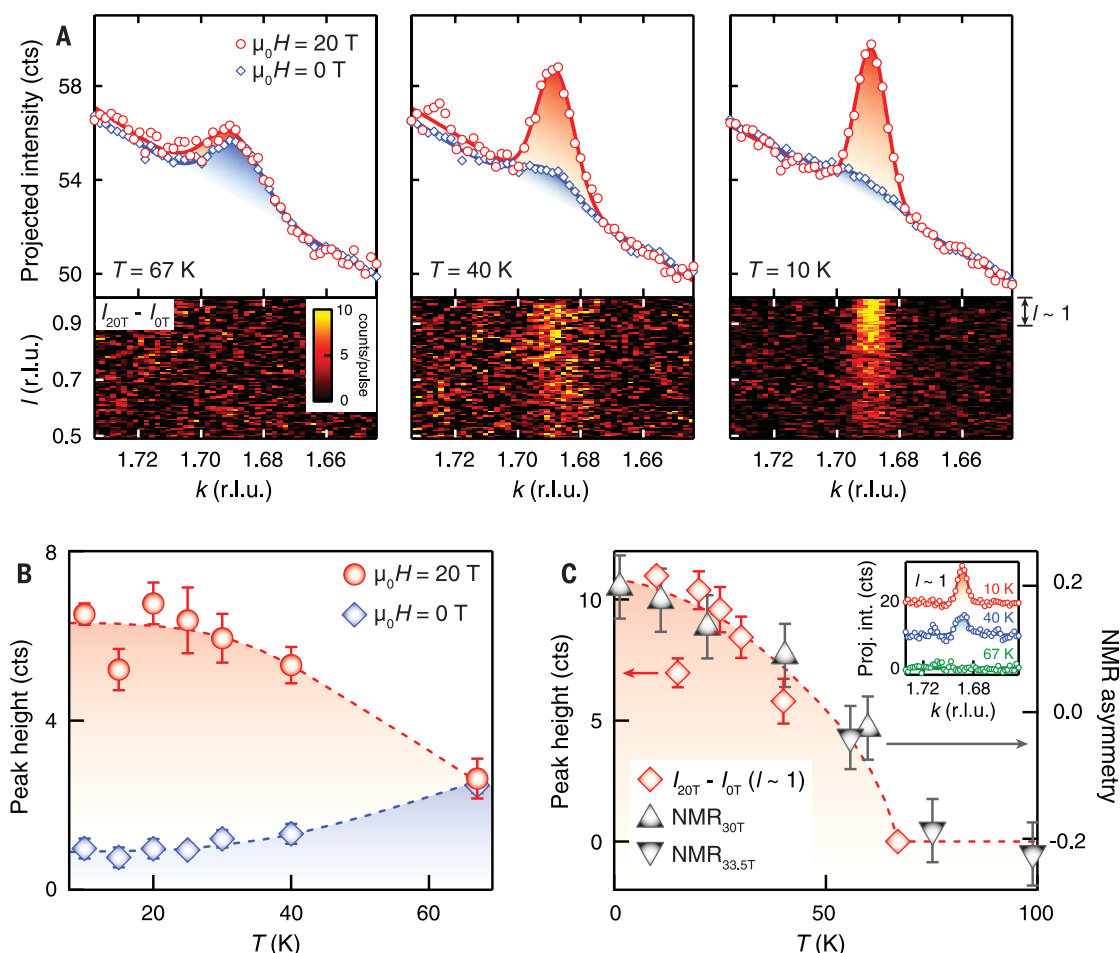 A
μ₀H = 20 T
μ₀H = 0 T
Projected intensity (cts)
58
54
50
T = 67 K
T = 40 K
T = 10 K
I₂₀T - I₀T
10
5
0
counts/pulse
l ~ 1
l (r.l.u.)
0.9
0.7
0.5
1.72 1.70 1.68 1.66
1.72 1.70 1.68 1.66
1.72 1.70 1.68 1.66
k (r.l.u.)
k (r.l.u.)
k (r.l.u.)
B
μ₀H = 20 T
μ₀H = 0 T
Peak height (cts)
8
4
0
20 40 60
T (K)
C
Peak height (cts)
10
5
0
l ~ 1
Proj. int. (cts)
20
0
10 K
40 K
67 K
1.72 1.68
k (r.l.u.)
I₂₀T - I₀T (l ~ 1)
NMR₃₀T
NMR₃₃.₅T
0.2
0.0
-0.2
NMR asymmetry
0 50 100
T (K)